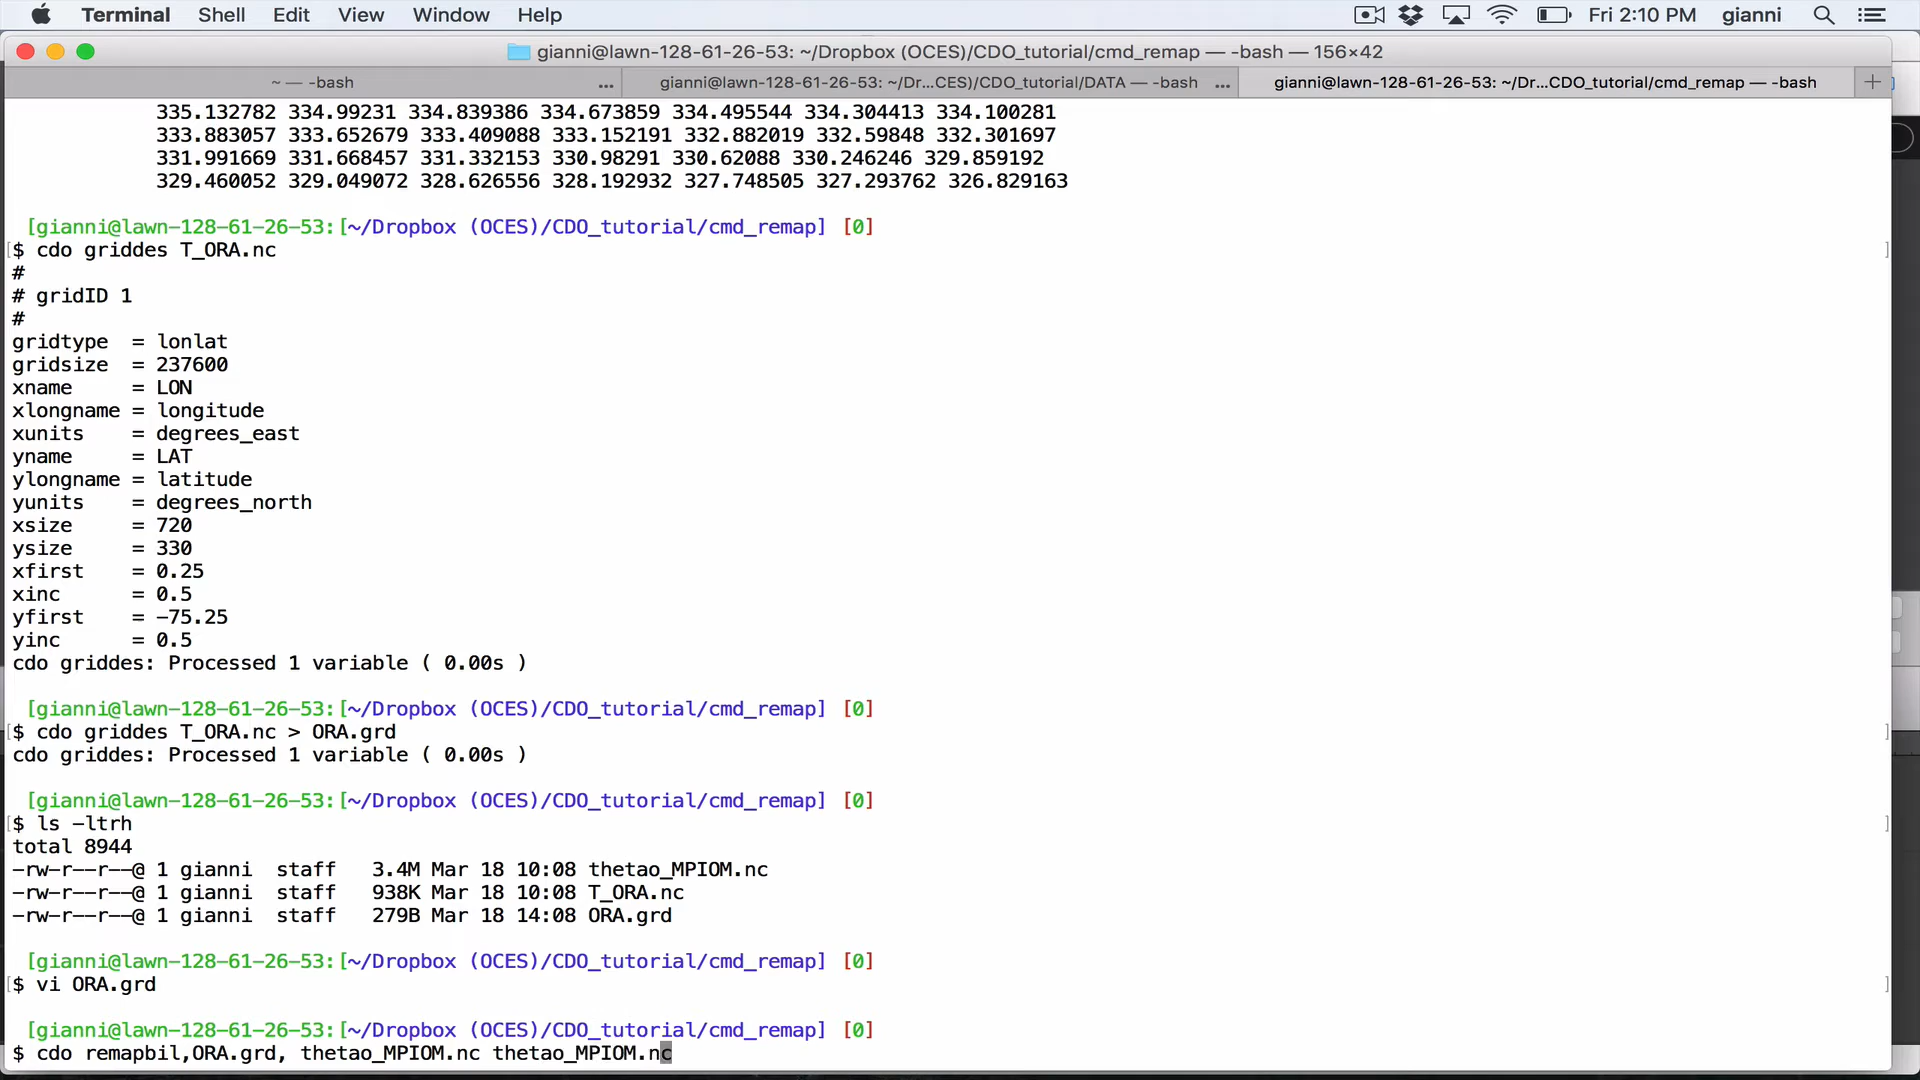 Terminal Shell Edit View Window Help Fri 2:10 PM gianni
gianni@lawn-128-61-26-53: ~/Dropbox (OCES)/CDO_tutorial/cmd_remap — -bash — 156×42
~ — -bash ... gianni@lawn-128-61-26-53: ~/Dr...CES)/CDO_tutorial/DATA — -bash ... gianni@lawn-128-61-26-53: ~/Dr...CDO_tutorial/cmd_remap — -bash +
335.132782 334.99231 334.839386 334.673859 334.495544 334.304413 334.100281
333.883057 333.652679 333.409088 333.152191 332.882019 332.59848 332.301697
331.991669 331.668457 331.332153 330.98291 330.62088 330.246246 329.859192
329.460052 329.049072 328.626556 328.192932 327.748505 327.293762 326.829163
[gianni@lawn-128-61-26-53:[~/Dropbox (OCES)/CDO_tutorial/cmd_remap] [0]
[$ cdo griddes T_ORA.nc ]
#
# gridID 1
#
gridtype = lonlat
gridsize = 237600
xname = LON
xlongname = longitude
xunits = degrees_east
yname = LAT
ylongname = latitude
yunits = degrees_north
xsize = 720
ysize = 330
xfirst = 0.25
xinc = 0.5
yfirst = -75.25
yinc = 0.5
cdo griddes: Processed 1 variable ( 0.00s )
[gianni@lawn-128-61-26-53:[~/Dropbox (OCES)/CDO_tutorial/cmd_remap] [0]
[$ cdo griddes T_ORA.nc > ORA.grd ]
cdo griddes: Processed 1 variable ( 0.00s )
[gianni@lawn-128-61-26-53:[~/Dropbox (OCES)/CDO_tutorial/cmd_remap] [0]
[$ ls -ltrh ]
total 8944
-rw-r--r--@ 1 gianni staff 3.4M Mar 18 10:08 thetao_MPIOM.nc
-rw-r--r--@ 1 gianni staff 938K Mar 18 10:08 T_ORA.nc
-rw-r--r--@ 1 gianni staff 279B Mar 18 14:08 ORA.grd
[gianni@lawn-128-61-26-53:[~/Dropbox (OCES)/CDO_tutorial/cmd_remap] [0]
[$ vi ORA.grd ]
[gianni@lawn-128-61-26-53:[~/Dropbox (OCES)/CDO_tutorial/cmd_remap] [0]
$ cdo remapbil,ORA.grd, thetao_MPIOM.nc thetao_MPIOM.nc